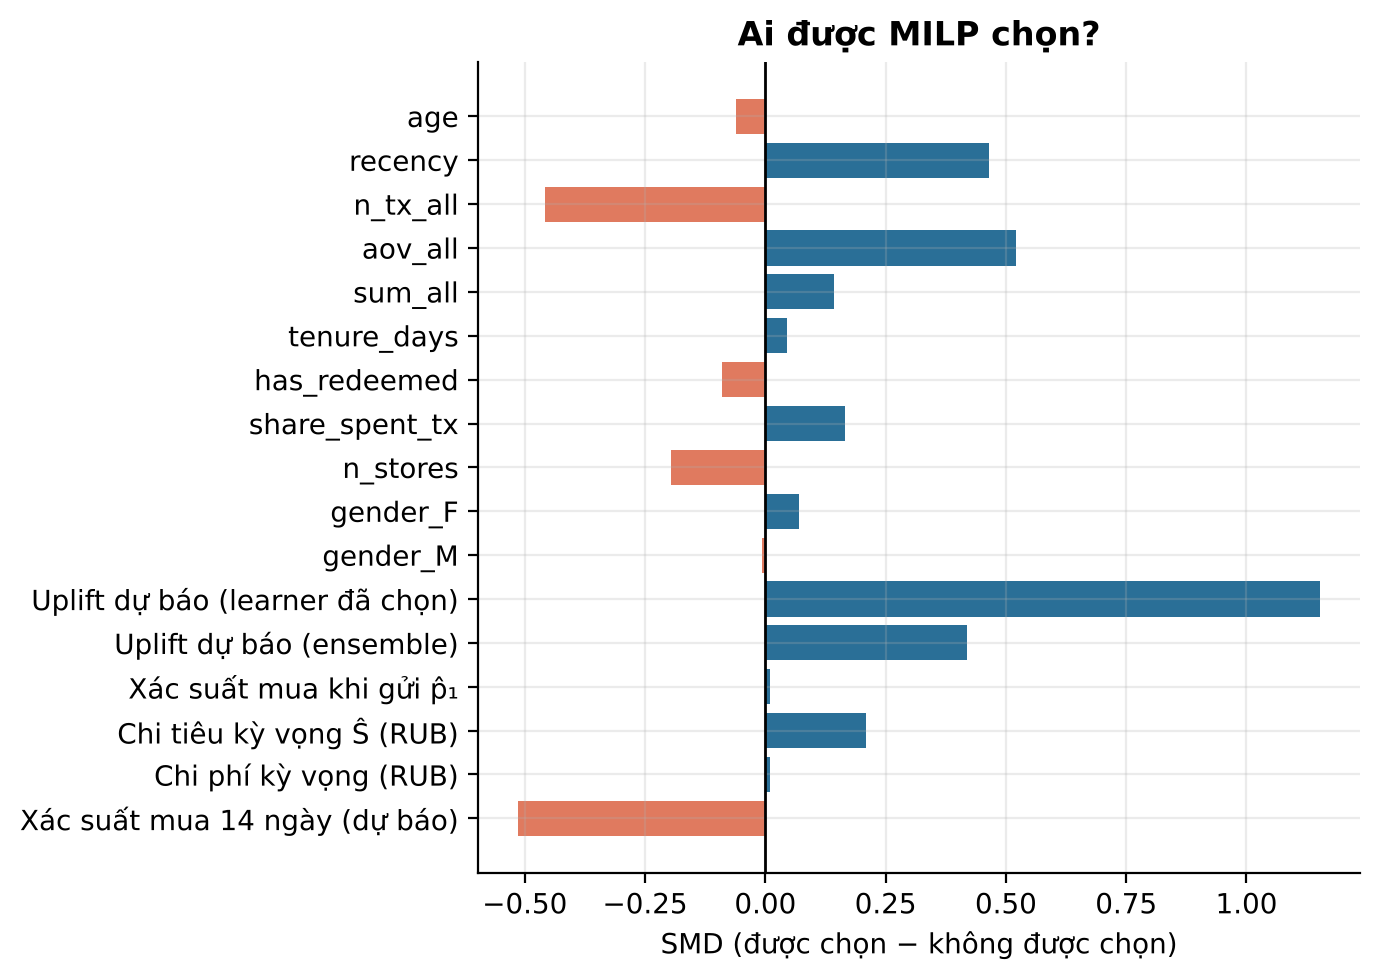 Ai được MILP chọn?
age
recency
n_tx_all
aov_all
sum_all
tenure_days
has_redeemed
share_spent_tx
n_stores
gender_F
gender_M
Uplift dự báo (learner đã chọn)
Uplift dự báo (ensemble)
Xác suất mua khi gửi p̂₁
Chi tiêu kỳ vọng Ŝ (RUB)
Chi phí kỳ vọng (RUB)
Xác suất mua 14 ngày (dự báo)
−0.50 −0.25 0.00 0.25 0.50 0.75 1.00
SMD (được chọn − không được chọn)